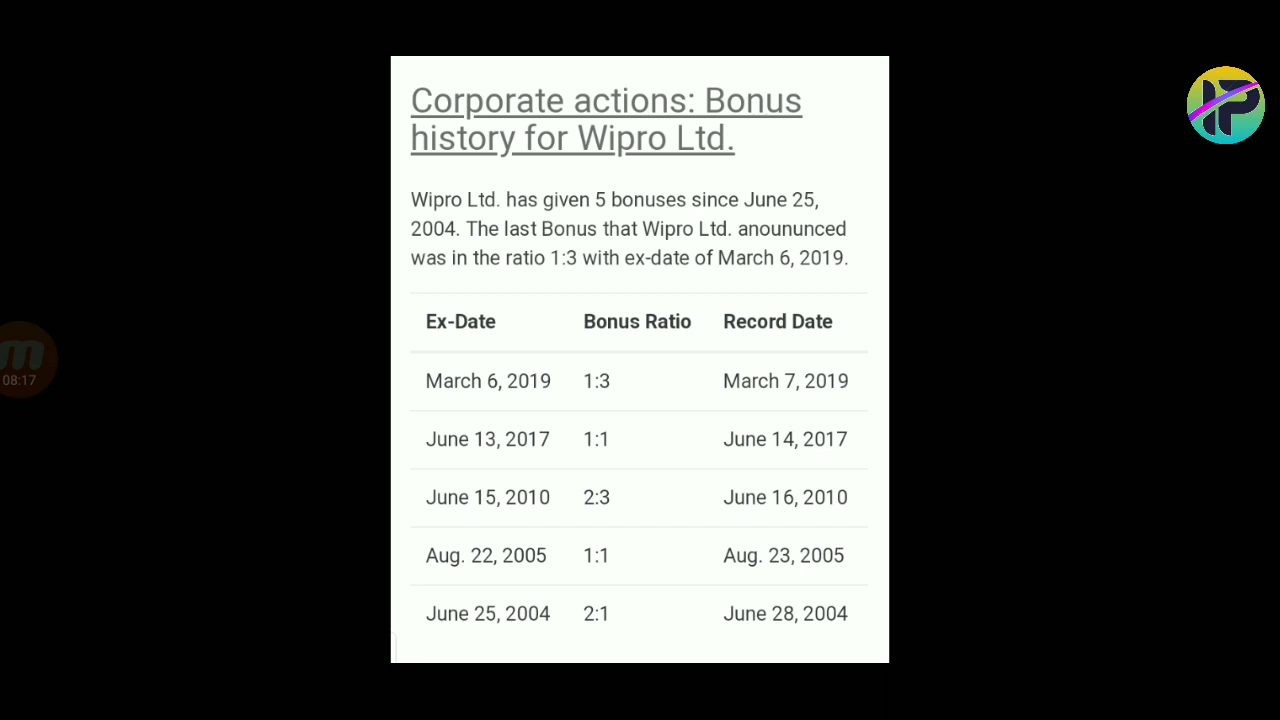 Corporate actions: Bonus
history for Wipro Ltd.
Wipro Ltd. has given 5 bonuses since June 25,
2004. The last Bonus that Wipro Ltd. anoununced
was in the ratio 1:3 with ex-date of March 6, 2019.
Ex-Date Bonus Ratio Record Date
March 6, 2019 1:3 March 7, 2019
June 13, 2017 1:1 June 14, 2017
June 15, 2010 2:3 June 16, 2010
Aug. 22, 2005 1:1 Aug. 23, 2005
June 25, 2004 2:1 June 28, 2004
IP
m
08:17